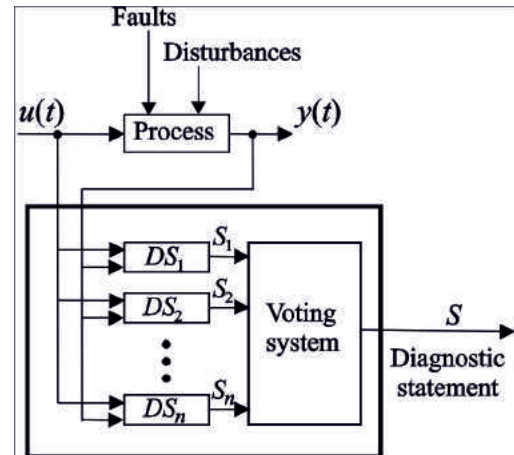 Faults
Disturbances
u(t)
Process
y(t)
DS1
S1
DS2
S2
DSn
Sn
Voting
system
S
Diagnostic
statement